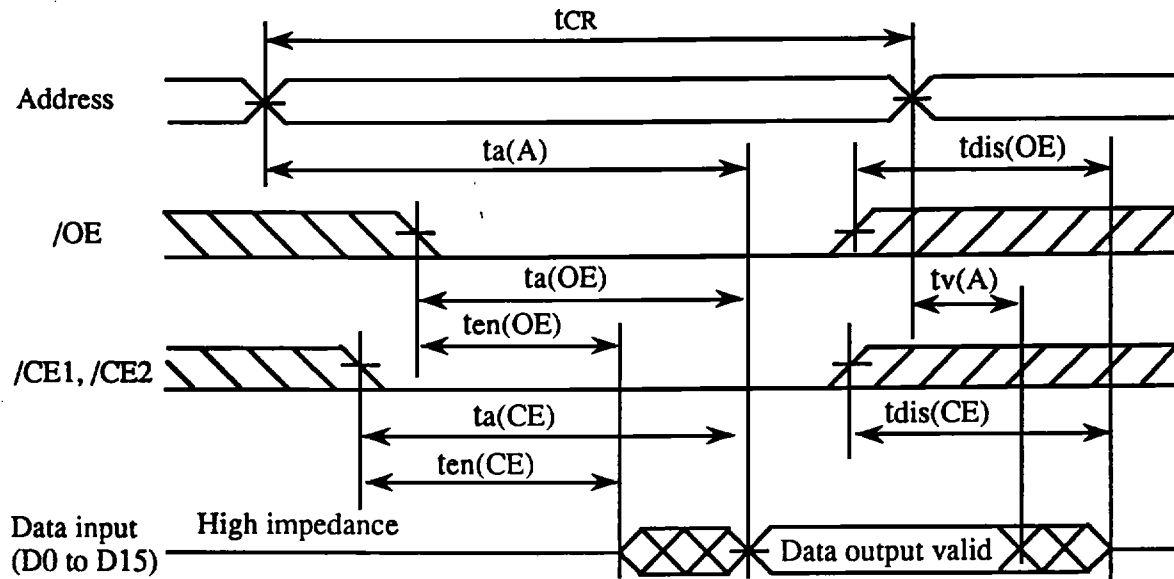 tCR
Address
ta(A)
tdis(OE)
/OE
ta(OE)
tv(A)
ten(OE)
/CE1, /CE2
ta(CE)
tdis(CE)
ten(CE)
Data input
(D0 to D15)
High impedance
Data output valid